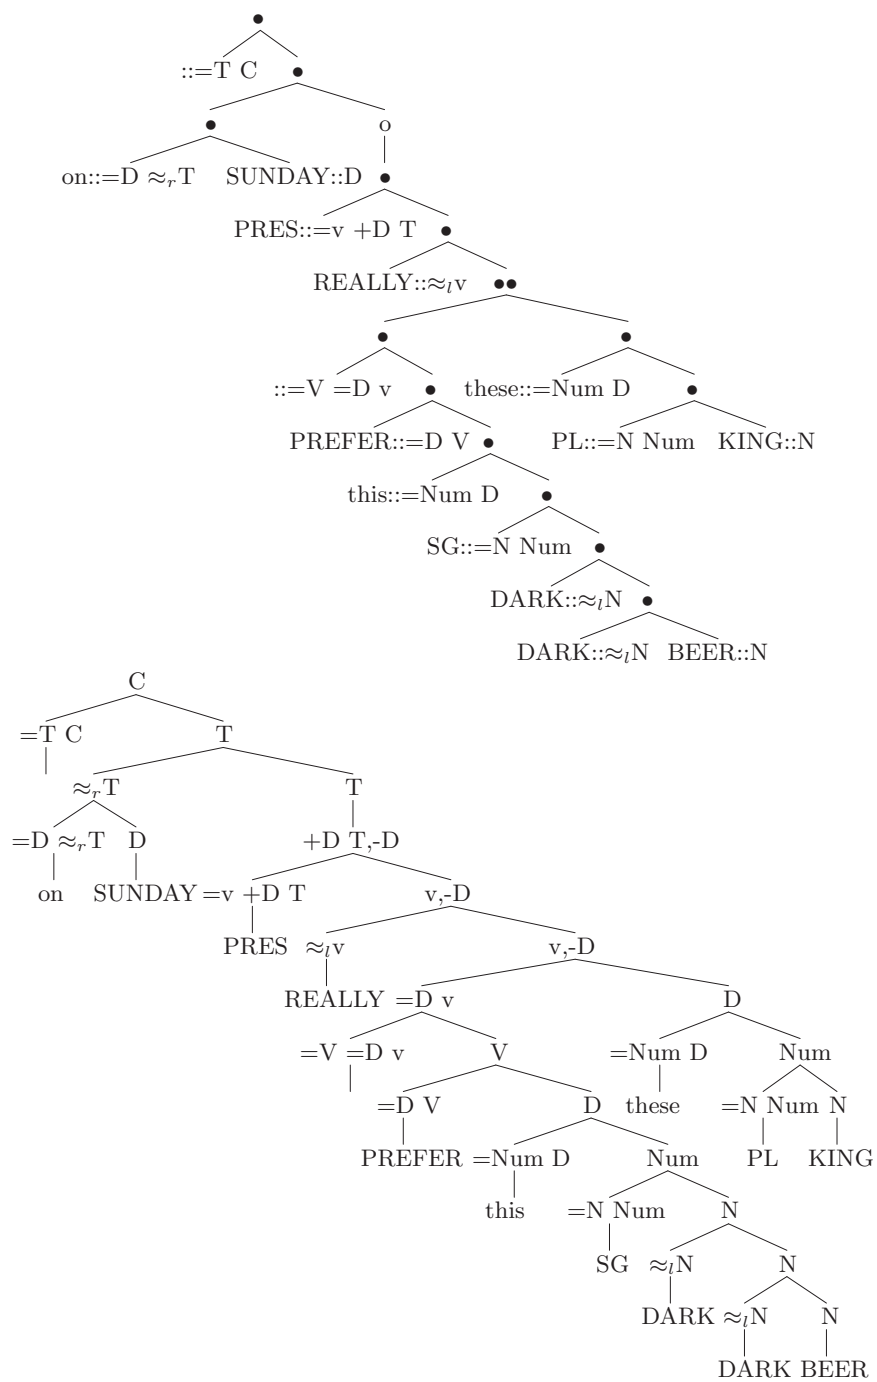 ::=T C
o
on::=D ≈rT SUNDAY::D
PRES::=v +D T
REALLY::≈lv
::=V =D v these::=Num D
PREFER::=D V PL::=N Num KING::N
this::=Num D
SG::=N Num
DARK::≈lN
DARK::≈lN BEER::N
C
=T C T
≈rT T
=D ≈rT D +D T,-D
on SUNDAY =v +D T v,-D
PRES ≈lv v,-D
REALLY =D v D
=V =D v V =Num D Num
=D V D these =N Num N
PREFER =Num D Num PL KING
this =N Num N
SG ≈lN N
DARK ≈lN N
DARK BEER